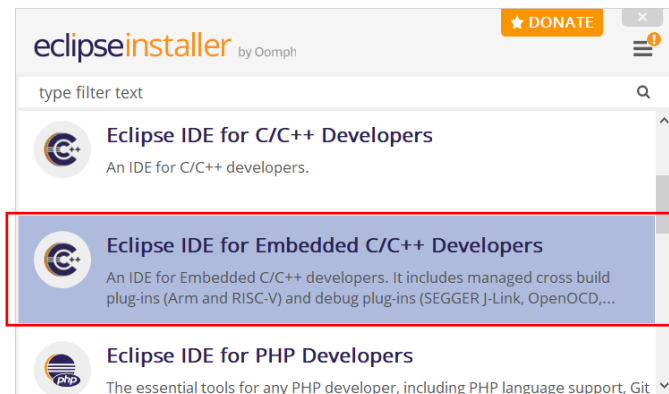 DONATE
eclipseinstaller by Oomph
type filter text
Eclipse IDE for C/C++ Developers
An IDE for C/C++ developers.
Eclipse IDE for Embedded C/C++ Developers
An IDE for Embedded C/C++ developers. It includes managed cross build
plug-ins (Arm and RISC-V) and debug plug-ins (SEGGER J-Link, OpenOCD,...
Eclipse IDE for PHP Developers
The essential tools for any PHP developer, including PHP language support, Git
C++
C++
php